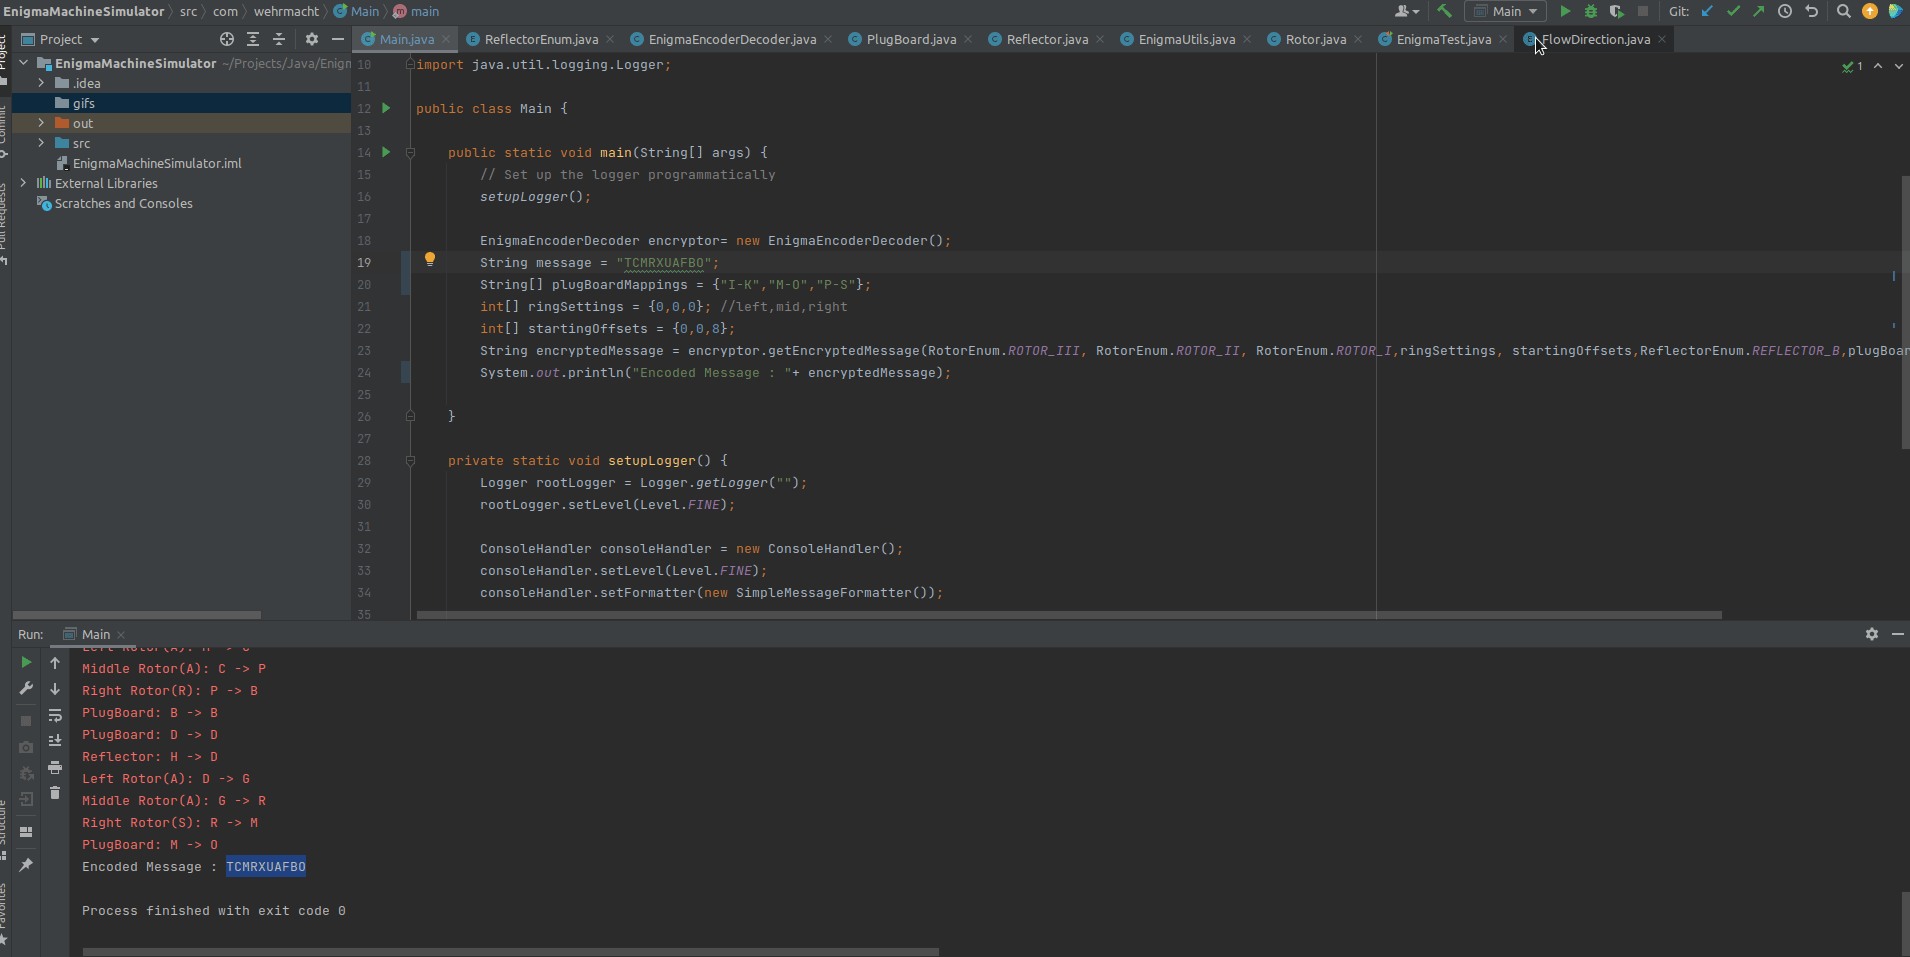 EnigmaMachineSimulator src com wehrmacht Main main
Main Git:
Project
Main.java ReflectorEnum.java EnigmaEncoderDecoder.java PlugBoard.java Reflector.java EnigmaUtils.java Rotor.java EnigmaTest.java FlowDirection.java
Project
Commit
Pull Requests
EnigmaMachineSimulator ~/Projects/Java/Enigm
.idea
gifs
out
src
EnigmaMachineSimulator.iml
External Libraries
Scratches and Consoles
1
10 import java.util.logging.Logger;
11
12 public class Main {
13
14 public static void main(String[] args) {
15 // Set up the logger programmatically
16 setupLogger();
17
18 EnigmaEncoderDecoder encryptor= new EnigmaEncoderDecoder();
19 String message = "TCMRXUAFBO";
20 String[] plugBoardMappings = {"I-K","M-O","P-S"};
21 int[] ringSettings = {0,0,0}; //left,mid,right
22 int[] startingOffsets = {0,0,8};
23 String encryptedMessage = encryptor.getEncryptedMessage(RotorEnum.ROTOR_III, RotorEnum.ROTOR_II, RotorEnum.ROTOR_I,ringSettings, startingOffsets,ReflectorEnum.REFLECTOR_B,plugBoar
24 System.out.println("Encoded Message : "+ encryptedMessage);
25
26 }
27
28 private static void setupLogger() {
29 Logger rootLogger = Logger.getLogger("");
30 rootLogger.setLevel(Level.FINE);
31
32 ConsoleHandler consoleHandler = new ConsoleHandler();
33 consoleHandler.setLevel(Level.FINE);
34 consoleHandler.setFormatter(new SimpleMessageFormatter());
35
Run: Main
Structure
Favorites
Middle Rotor(A): C -> P
Right Rotor(R): P -> B
PlugBoard: B -> B
PlugBoard: D -> D
Reflector: H -> D
Left Rotor(A): D -> G
Middle Rotor(A): G -> R
Right Rotor(S): R -> M
PlugBoard: M -> O
Encoded Message : TCMRXUAFBO
Process finished with exit code 0